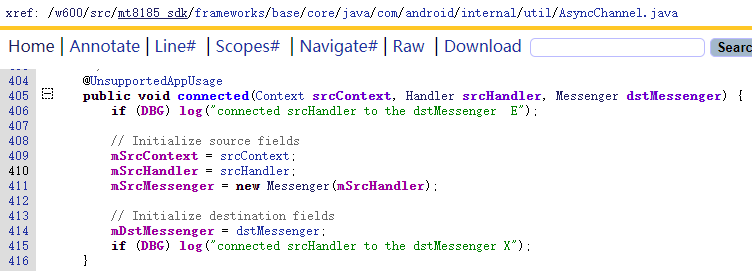 xref: /w600/src/mt8185_sdk/frameworks/base/core/java/com/android/internal/util/AsyncChannel.java
Home | Annotate | Line# | Scopes# | Navigate# | Raw | Download Searc
404 @UnsupportedAppUsage
405 public void connected(Context srcContext, Handler srcHandler, Messenger dstMessenger) {
406 if (DBG) log("connected srcHandler to the dstMessenger  E");
407
408 // Initialize source fields
409 mSrcContext = srcContext;
410 mSrcHandler = srcHandler;
411 mSrcMessenger = new Messenger(mSrcHandler);
412
413 // Initialize destination fields
414 mDstMessenger = dstMessenger;
415 if (DBG) log("connected srcHandler to the dstMessenger X");
416 }